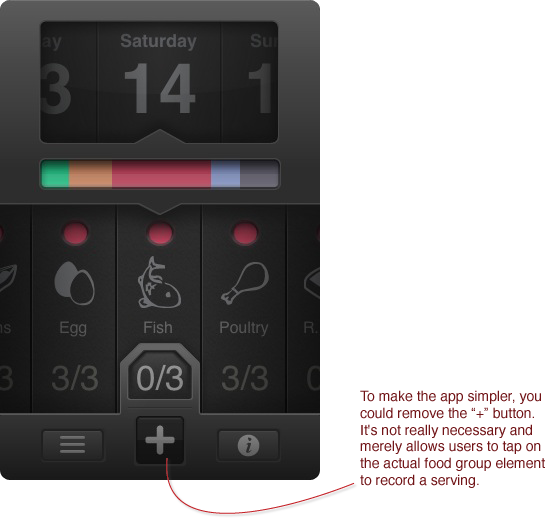 ay Saturday Su
3 14 1
ns Egg Fish Poultry R.
3 3/3 0/3 3/3 0
To make the app simpler, you
could remove the “+” button.
It's not really necessary and
merely allows users to tap on
the actual food group element
to record a serving.